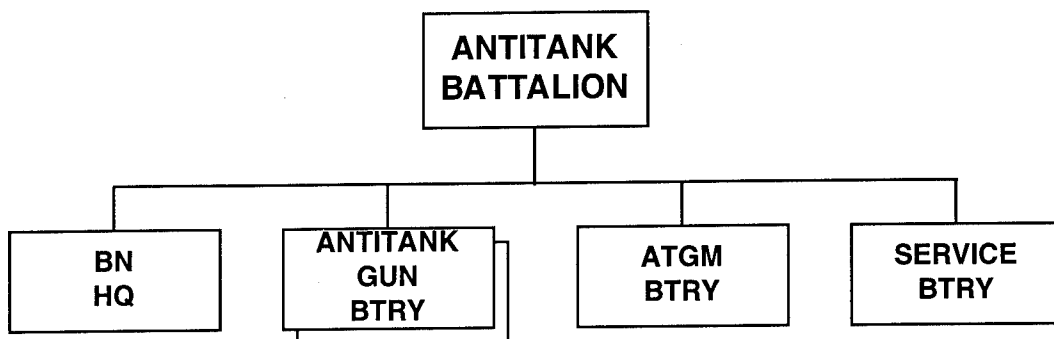 ANTITANK
BATTALION
BN
HQ
ANTITANK
GUN
BTRY
ATGM
BTRY
SERVICE
BTRY